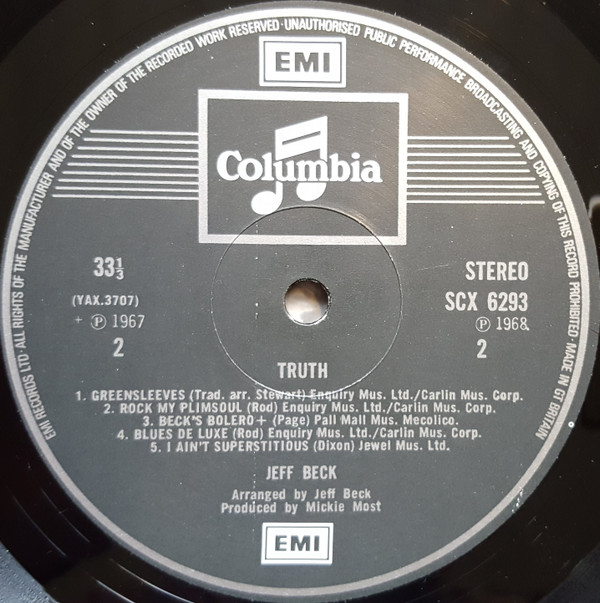 EMI RECORDS LTD·ALL RIGHTS OF THE MANUFACTURER AND OF THE OWNER OF THE RECORDED WORK RESERVED·UNAUTHORISED PUBLIC PERFORMANCE BROADCASTING AND COPYING OF THIS RECORD PROHIBITED·MADE IN GT BRITAIN
EMI
Columbia
33⅓
STEREO
(YAX.3707)
SCX 6293
+ ℗ 1967
℗ 1968
2
2
TRUTH
1. GREENSLEEVES (Trad. arr. Stewart) Enquiry Mus. Ltd./Carlin Mus. Corp.
2. ROCK MY PLIMSOUL (Rod) Enquiry Mus. Ltd./Carlin Mus. Corp.
3. BECK'S BOLERO+ (Page) Pall Mall Mus. Mecolico.
4. BLUES DE LUXE (Rod) Enquiry Mus. Ltd./Carlin Mus. Corp.
5. I AIN'T SUPERSTITIOUS (Dixon) Jewel Mus. Ltd.
JEFF BECK
Arranged by Jeff Beck
Produced by Mickie Most
EMI